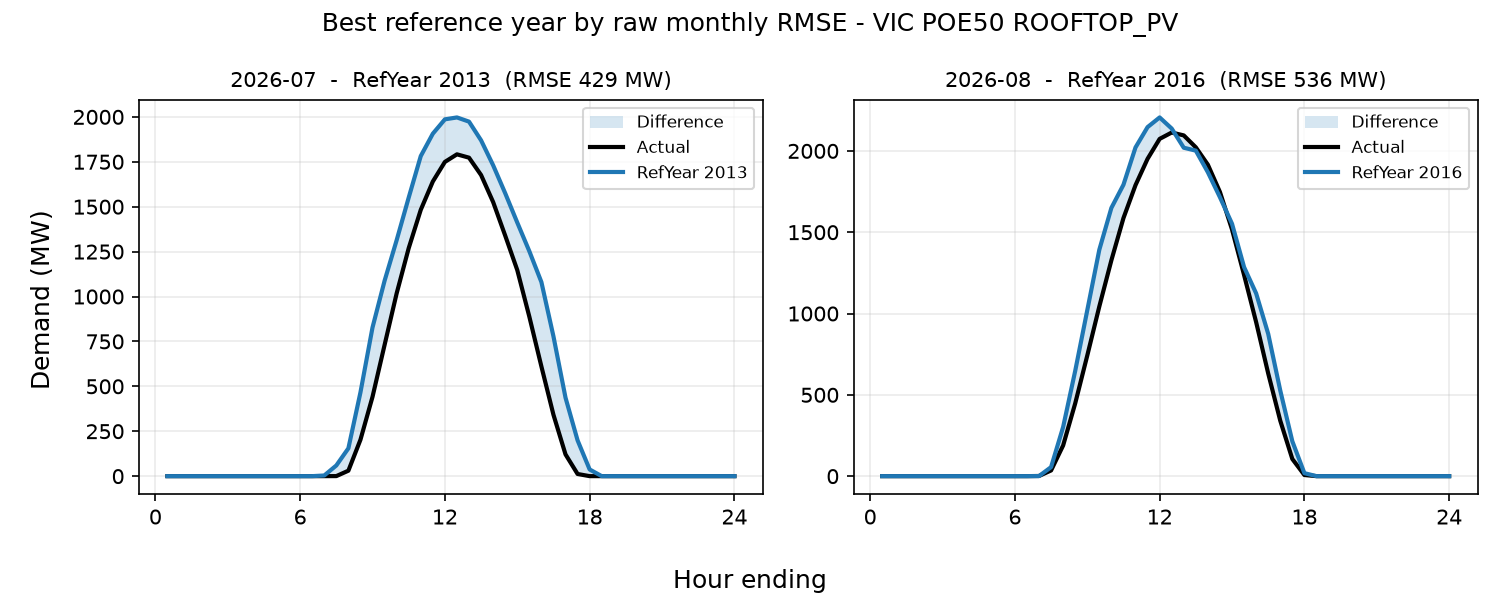 Best reference year by raw monthly RMSE - VIC POE50 ROOFTOP_PV
2026-07 - RefYear 2013 (RMSE 429 MW)
Demand (MW)
2000
1750
1500
1250
1000
750
500
250
0
0 6 12 18 24
Difference
Actual
RefYear 2013
2026-08 - RefYear 2016 (RMSE 536 MW)
2000
1500
1000
500
0
0 6 12 18 24
Difference
Actual
RefYear 2016
Hour ending